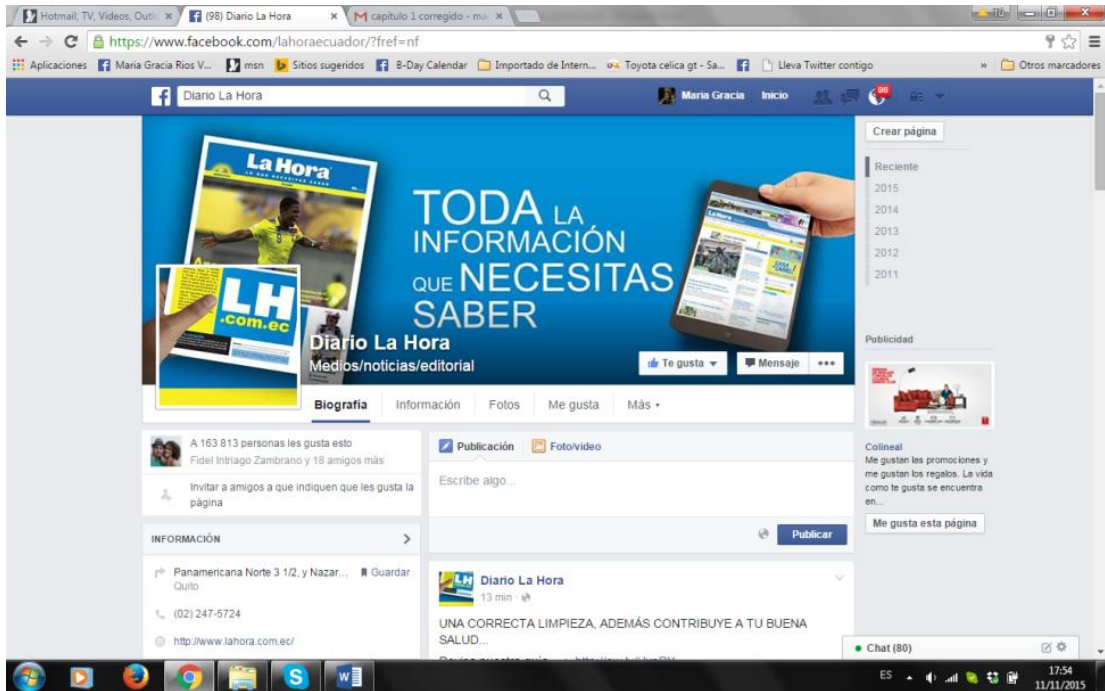 Hotmail, TV, Videos, Outl
(98) Diario La Hora
capitulo 1 corregido - ma
https://www.facebook.com/lahoraecuador/?fref=nf
Aplicaciones
Maria Gracia Rios V...
msn
Sitios sugeridos
B-Day Calendar
Importado de Intern...
Toyota celica gt - Sa...
Lleva Twitter contigo
»
Otros marcadores
Diario La Hora
Maria Gracia
Inicio
98
La Hora
LO QUE NECESITAS SABER
TODA LA
INFORMACIÓN
QUE NECESITAS
SABER
LH
.com.ec
Diario La Hora
Medios/noticias/editorial
Te gusta
Mensaje
Crear página
Reciente
2015
2014
2013
2012
2011
Biografía
Información
Fotos
Me gusta
Más
A 163 813 personas les gusta esto
Fidel Intriago Zambrano y 18 amigos más
Invitar a amigos a que indiquen que les gusta la
página
INFORMACIÓN
Panamericana Norte 3 1/2, y Nazar...
Guardar
Quito
(02) 247-5724
http://www.lahora.com.ec/
Publicación
Foto/video
Escribe algo...
Publicar
LH
Diario La Hora
13 min
UNA CORRECTA LIMPIEZA, ADEMÁS CONTRIBUYE A TU BUENA
SALUD...
Publicidad
Colineal
Me gustan las promociones y
me gustan los regalos. La vida
como te gusta se encuentra
en...
Me gusta esta página
Chat (80)
ES
17:54
11/11/2015